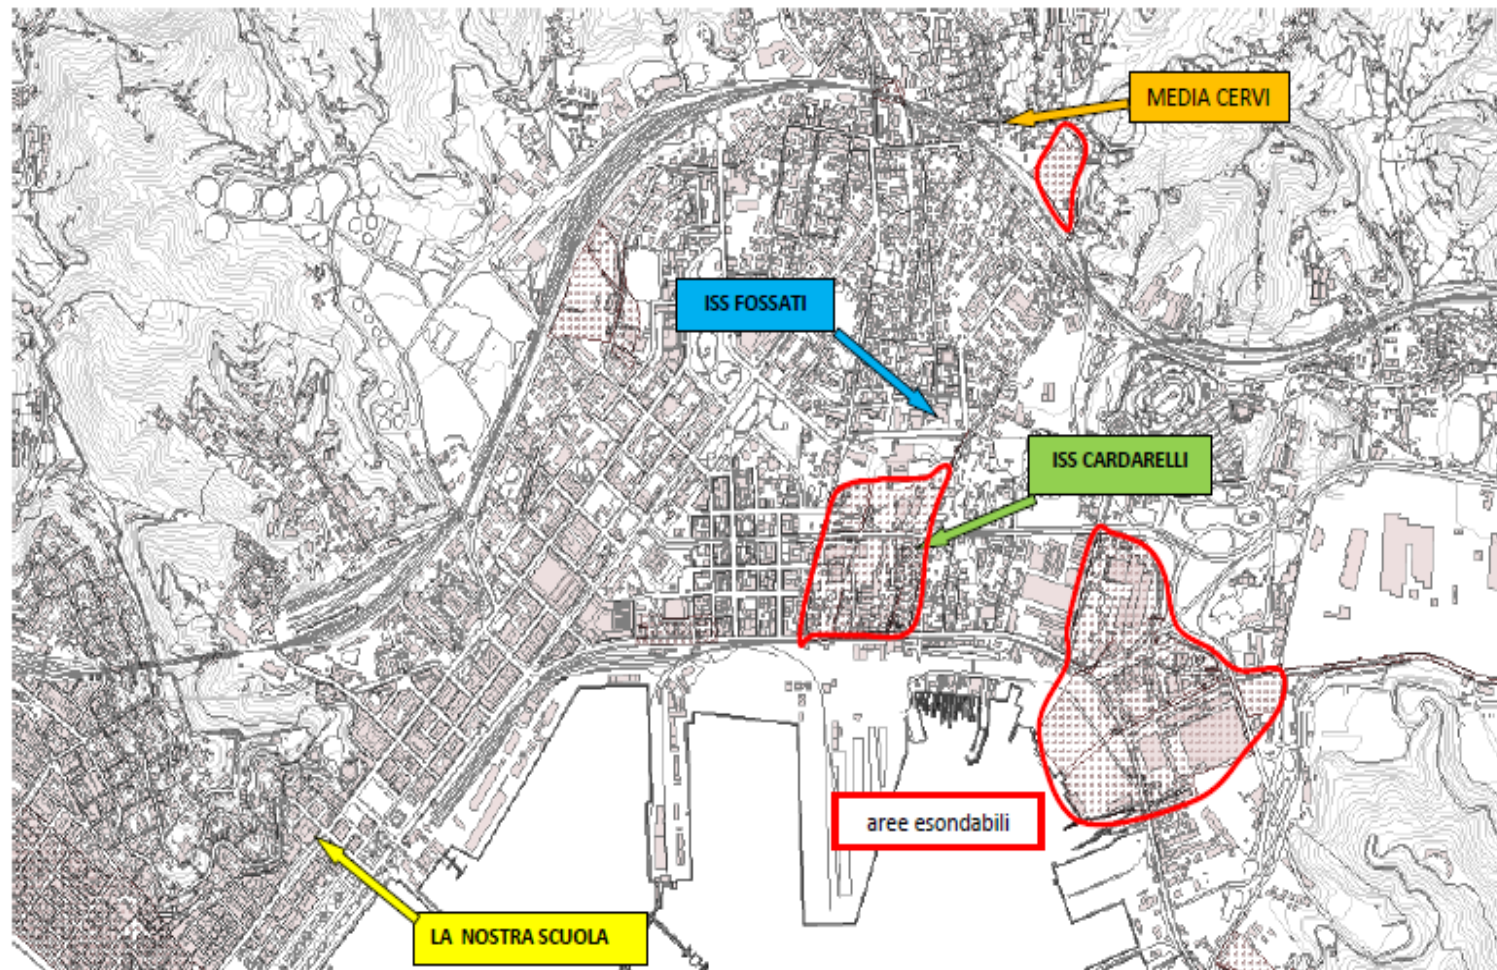 MEDIA CERVI
ISS FOSSATI
ISS CARDARELLI
aree esondabili
LA NOSTRA SCUOLA